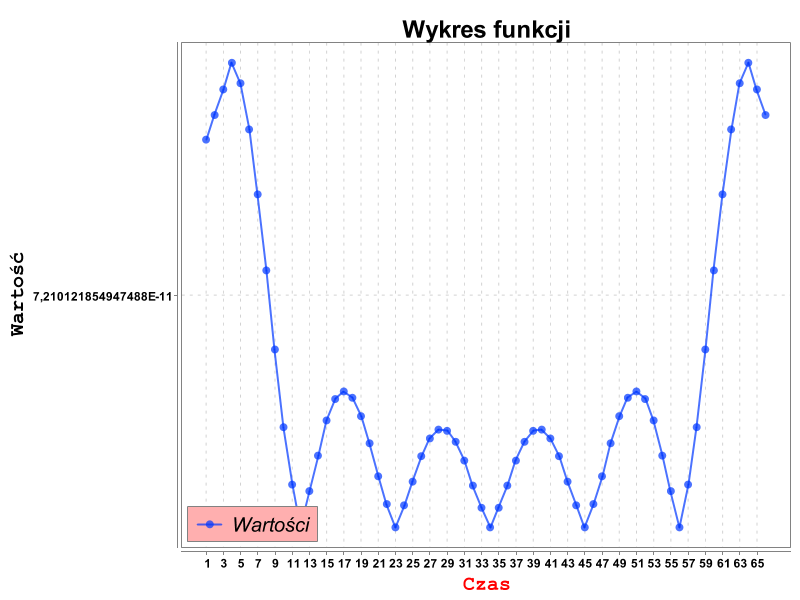 Wykres funkcji
Wartość
7,210121854947488E-11
Wartości
1 3 5 7 9 11 13 15 17 19 21 23 25 27 29 31 33 35 37 39 41 43 45 47 49 51 53 55 57 59 61 63 65
Czas